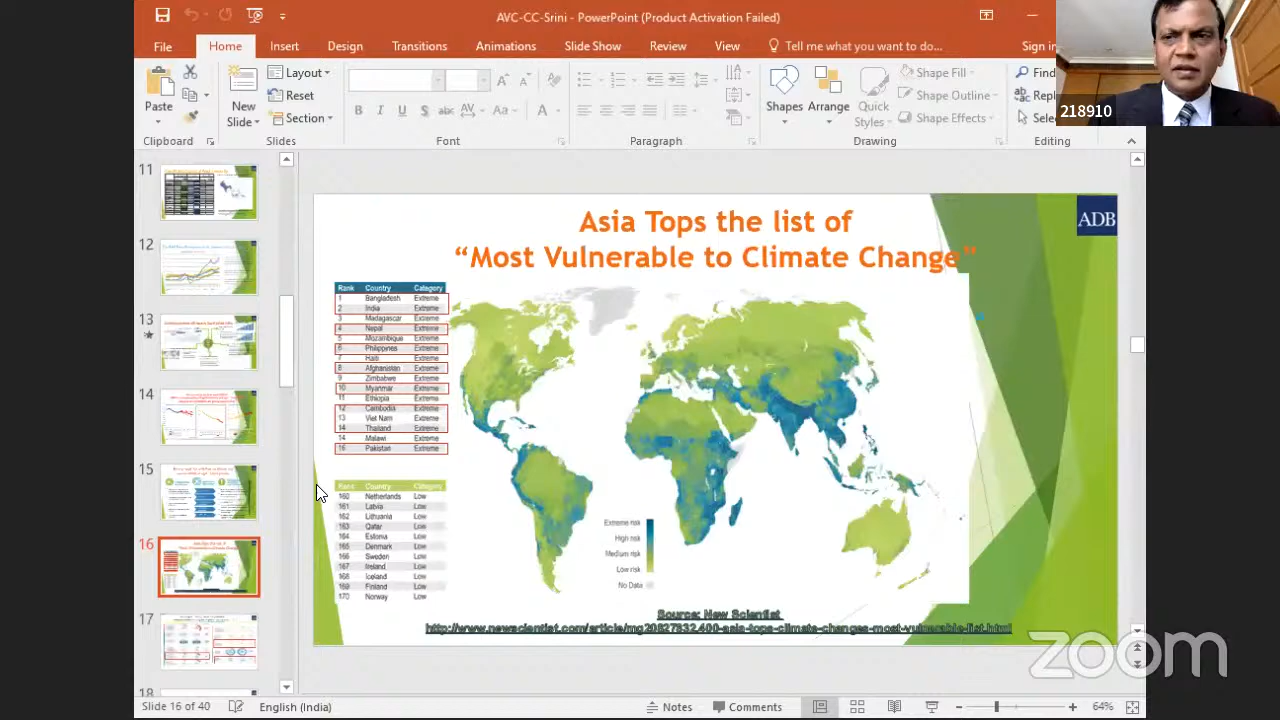 AVC-CC-Srini - PowerPoint (Product Activation Failed)
File Home Insert Design Transitions Animations Slide Show Review View Tell me what you want to do... Sign in
Paste
New
Slide
Layout
Reset
Section
B I U S abc AV Aa A
Shapes Arrange Quick
Styles
Shape Fill
Shape Outline
Shape Effects
Find
Clipboard Slides Font Paragraph Drawing Editing
218910
11
12
13
14
15
16
17
18
ADB
Asia Tops the list of
“Most Vulnerable to Climate Change”
Rank Country Category
1 Bangladesh Extreme
2 India Extreme
3 Madagascar Extreme
4 Nepal Extreme
5 Mozambique Extreme
6 Philippines Extreme
7 Haiti Extreme
8 Afghanistan Extreme
9 Zimbabwe Extreme
10 Myanmar Extreme
11 Ethiopia Extreme
12 Cambodia Extreme
13 Viet Nam Extreme
14 Thailand Extreme
14 Malawi Extreme
16 Pakistan Extreme
Rank Country Category
160 Netherlands Low
161 Latvia Low
162 Lithuania Low
163 Qatar Low
164 Estonia Low
165 Denmark Low
166 Sweden Low
167 Ireland Low
168 Iceland Low
169 Finland Low
170 Norway Low
Extreme risk
High risk
Medium risk
Low risk
No Data
Source: New Scientist
http://www.newscientist.com/article/mg20827832.400-asia-tops-climate-changes-most-vulnerable-list.html
zoom
Slide 16 of 40 English (India) Notes Comments 64%